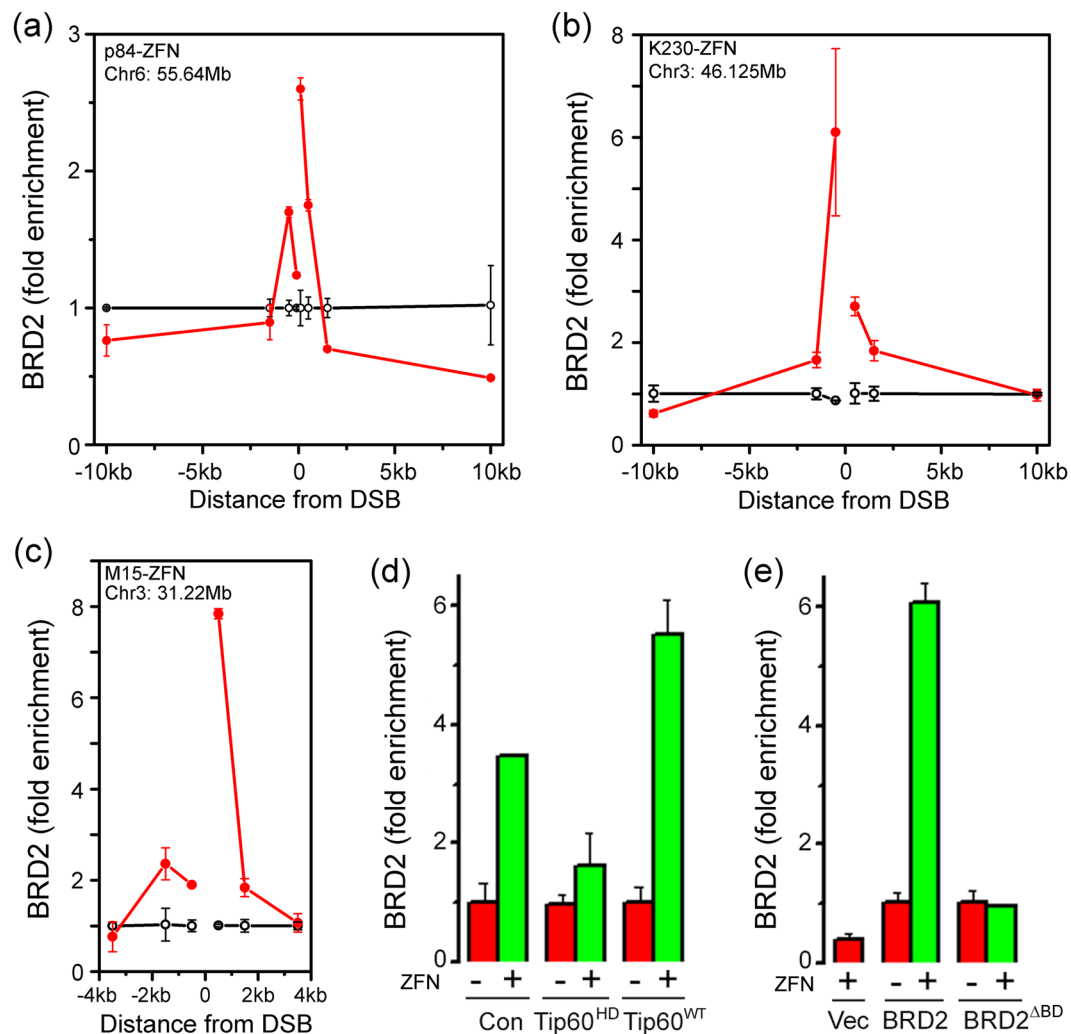 (a)
p84-ZFN
Chr6: 55.64Mb
BRD2 (fold enrichment)
3
2
1
0
-10kb -5kb 0 5kb 10kb
Distance from DSB
(b)
K230-ZFN
Chr3: 46.125Mb
BRD2 (fold enrichment)
8
6
4
2
0
-10kb -5kb 0 5kb 10kb
Distance from DSB
(c)
M15-ZFN
Chr3: 31.22Mb
BRD2 (fold enrichment)
8
6
4
2
0
-4kb -2kb 0 2kb 4kb
Distance from DSB
(d)
BRD2 (fold enrichment)
6
4
2
0
ZFN - + - + - +
Con Tip60HD Tip60WT
(e)
BRD2 (fold enrichment)
6
4
2
0
ZFN + - + - +
Vec BRD2 BRD2ΔBD